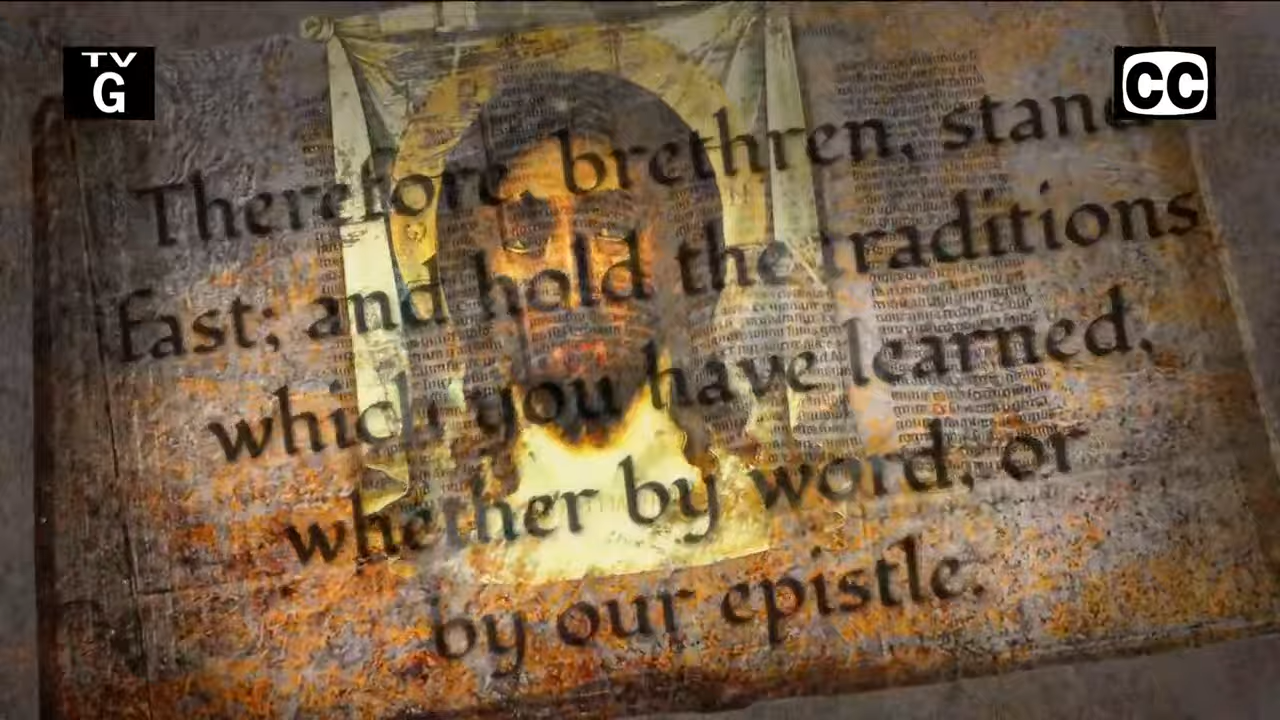 TV
G
CC
Therefore, brethren, stand
fast; and hold the traditions
which you have learned,
whether by word, or
by our epistle.